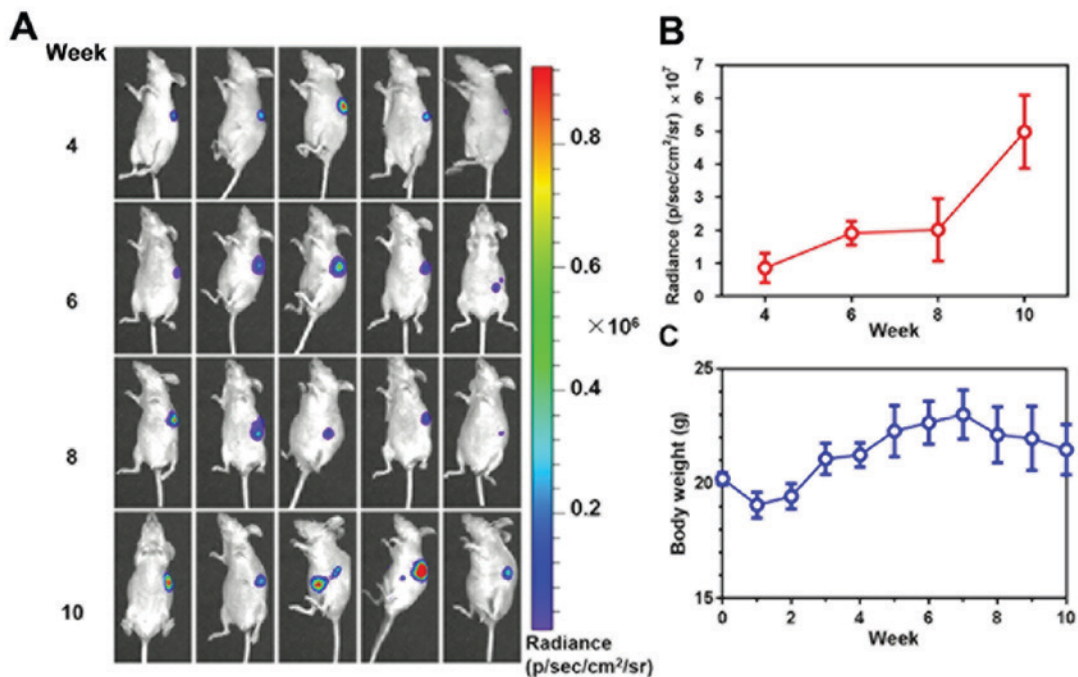 A
Week
4
6
8
10
0.8
0.6
×10⁶
0.4
0.2
Radiance
(p/sec/cm²/sr)
B
Radiance (p/sec/cm²/sr) ×10⁷
7
6
5
4
3
2
1
0
4 6 8 10
Week
C
Body weight (g)
25
20
15
0 2 4 6 8 10
Week